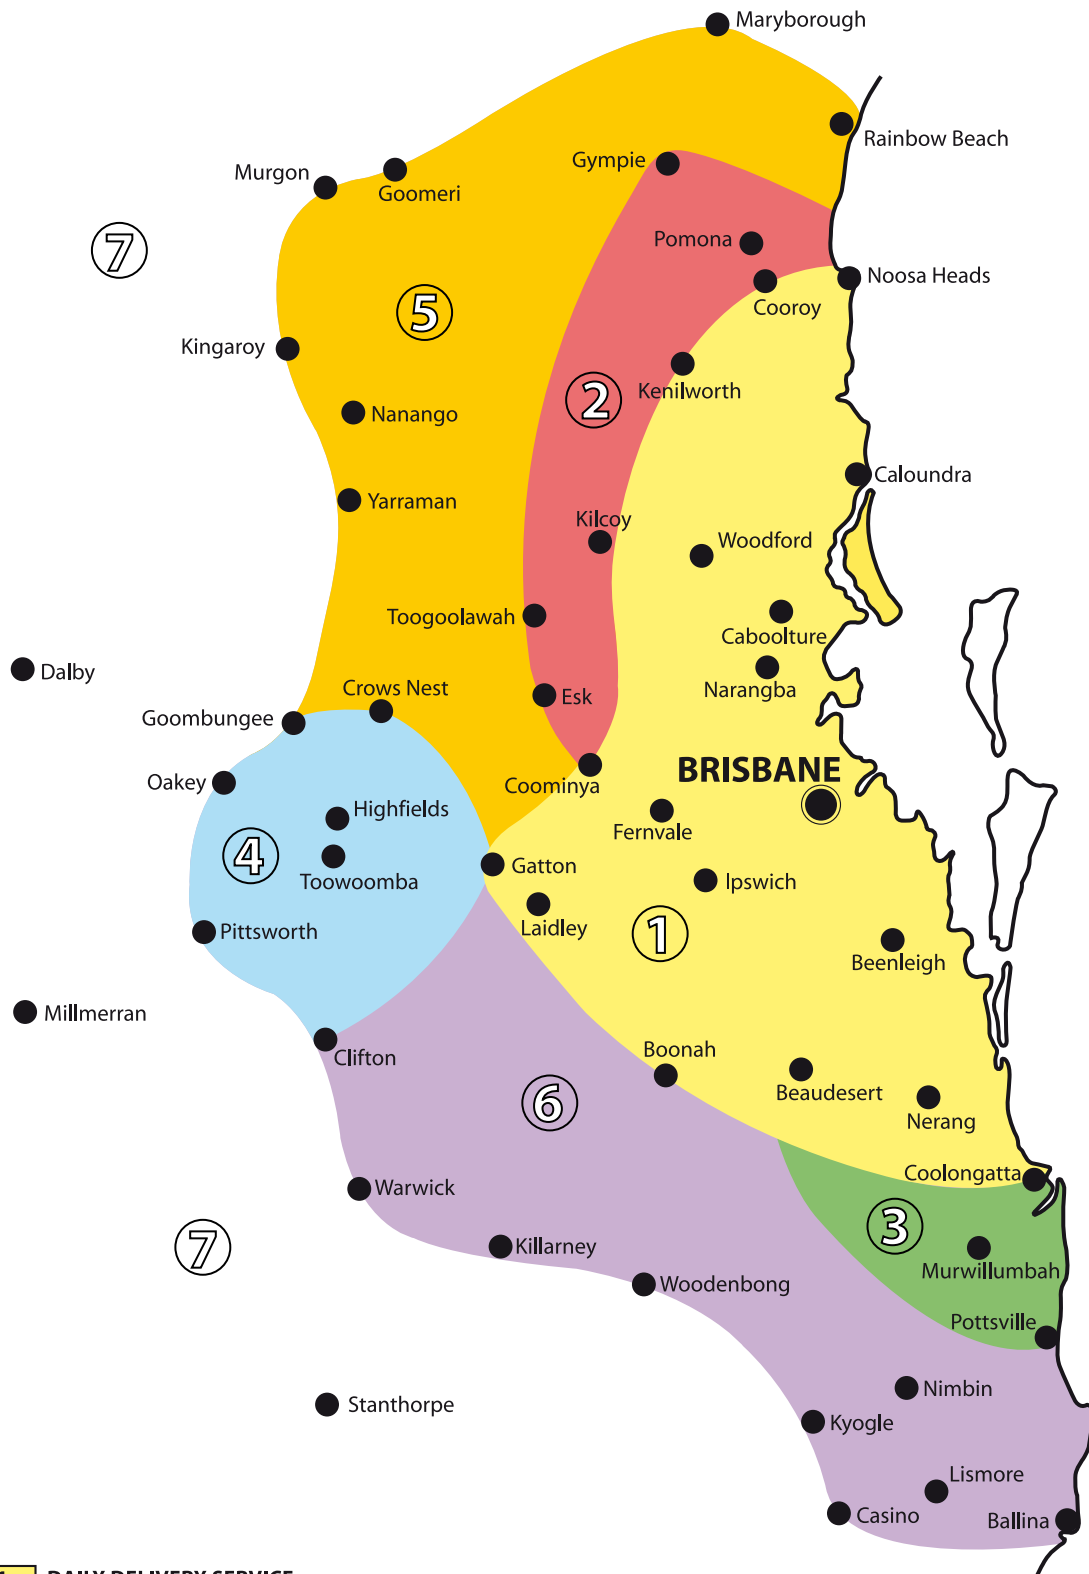 Maryborough
Rainbow Beach
Gympie
Murgon
Goomeri
Pomona
7
Noosa Heads
Cooroy
5
Kingaroy
Kenilworth
2
Nanango
Caloundra
Yarraman
Kilcoy
Woodford
Toogoolawah
Caboolture
Dalby
Narangba
Crows Nest
Esk
Goombungee
BRISBANE
Oakey
Coominya
Highfields
Fernvale
4
Gatton
Toowoomba
Ipswich
Laidley
Pittsworth
1
Beenleigh
Millmerran
Boonah
Clifton
Beaudesert
6
Nerang
Coolongatta
Warwick
3
7
Killarney
Murwillumbah
Woodenbong
Pottsville
Nimbin
Stanthorpe
Kyogle
Lismore
Casino
Ballina
DAILY DELIVERY SERVICE